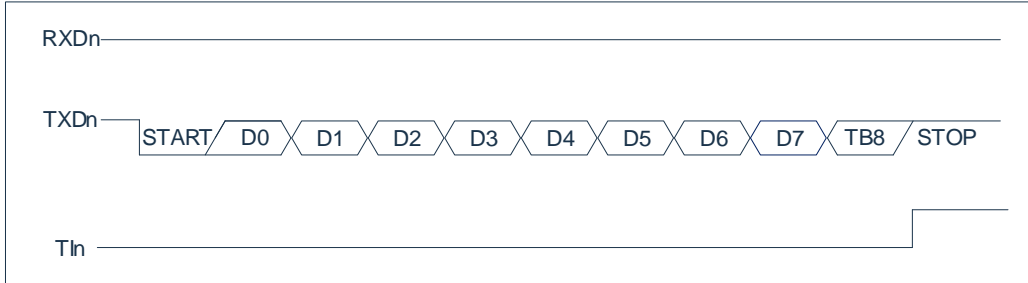 RXDn
TXDn
START D0 D1 D2 D3 D4 D5 D6 D7 TB8 STOP
TIn